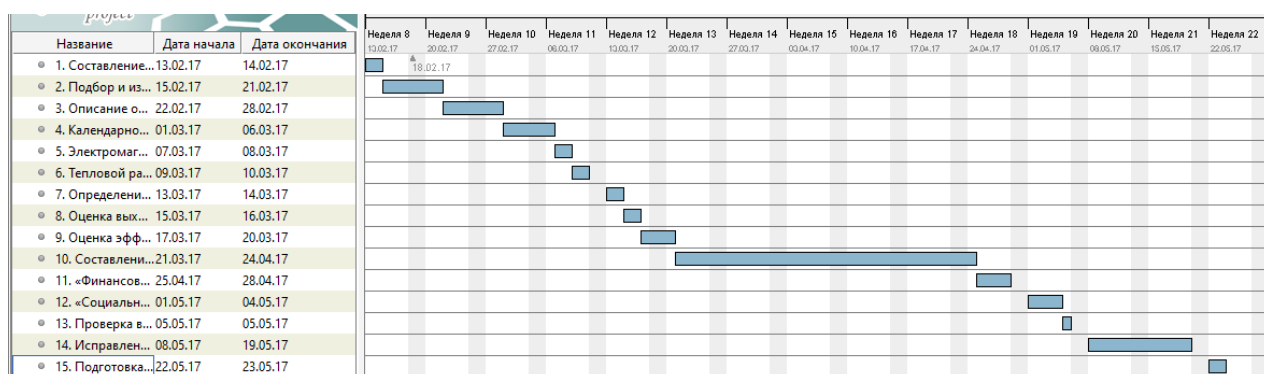 project
Неделя 8 Неделя 9 Неделя 10 Неделя 11 Неделя 12 Неделя 13 Неделя 14 Неделя 15 Неделя 16 Неделя 17 Неделя 18 Неделя 19 Неделя 20 Неделя 21 Неделя 22
Название Дата начала Дата окончания
13.02.17 20.02.17 27.02.17 06.03.17 13.03.17 20.03.17 27.03.17 03.04.17 10.04.17 17.04.17 24.04.17 01.05.17 08.05.17 15.05.17 22.05.17
1. Составление... 13.02.17 14.02.17
18.02.17
2. Подбор и из... 15.02.17 21.02.17
3. Описание о... 22.02.17 28.02.17
4. Календарно... 01.03.17 06.03.17
5. Электромаг... 07.03.17 08.03.17
6. Тепловой ра... 09.03.17 10.03.17
7. Определени... 13.03.17 14.03.17
8. Оценка вых... 15.03.17 16.03.17
9. Оценка эфф... 17.03.17 20.03.17
10. Составлени... 21.03.17 24.04.17
11. «Финансов... 25.04.17 28.04.17
12. «Социальн... 01.05.17 04.05.17
13. Проверка в... 05.05.17 05.05.17
14. Исправлен... 08.05.17 19.05.17
15. Подготовка... 22.05.17 23.05.17